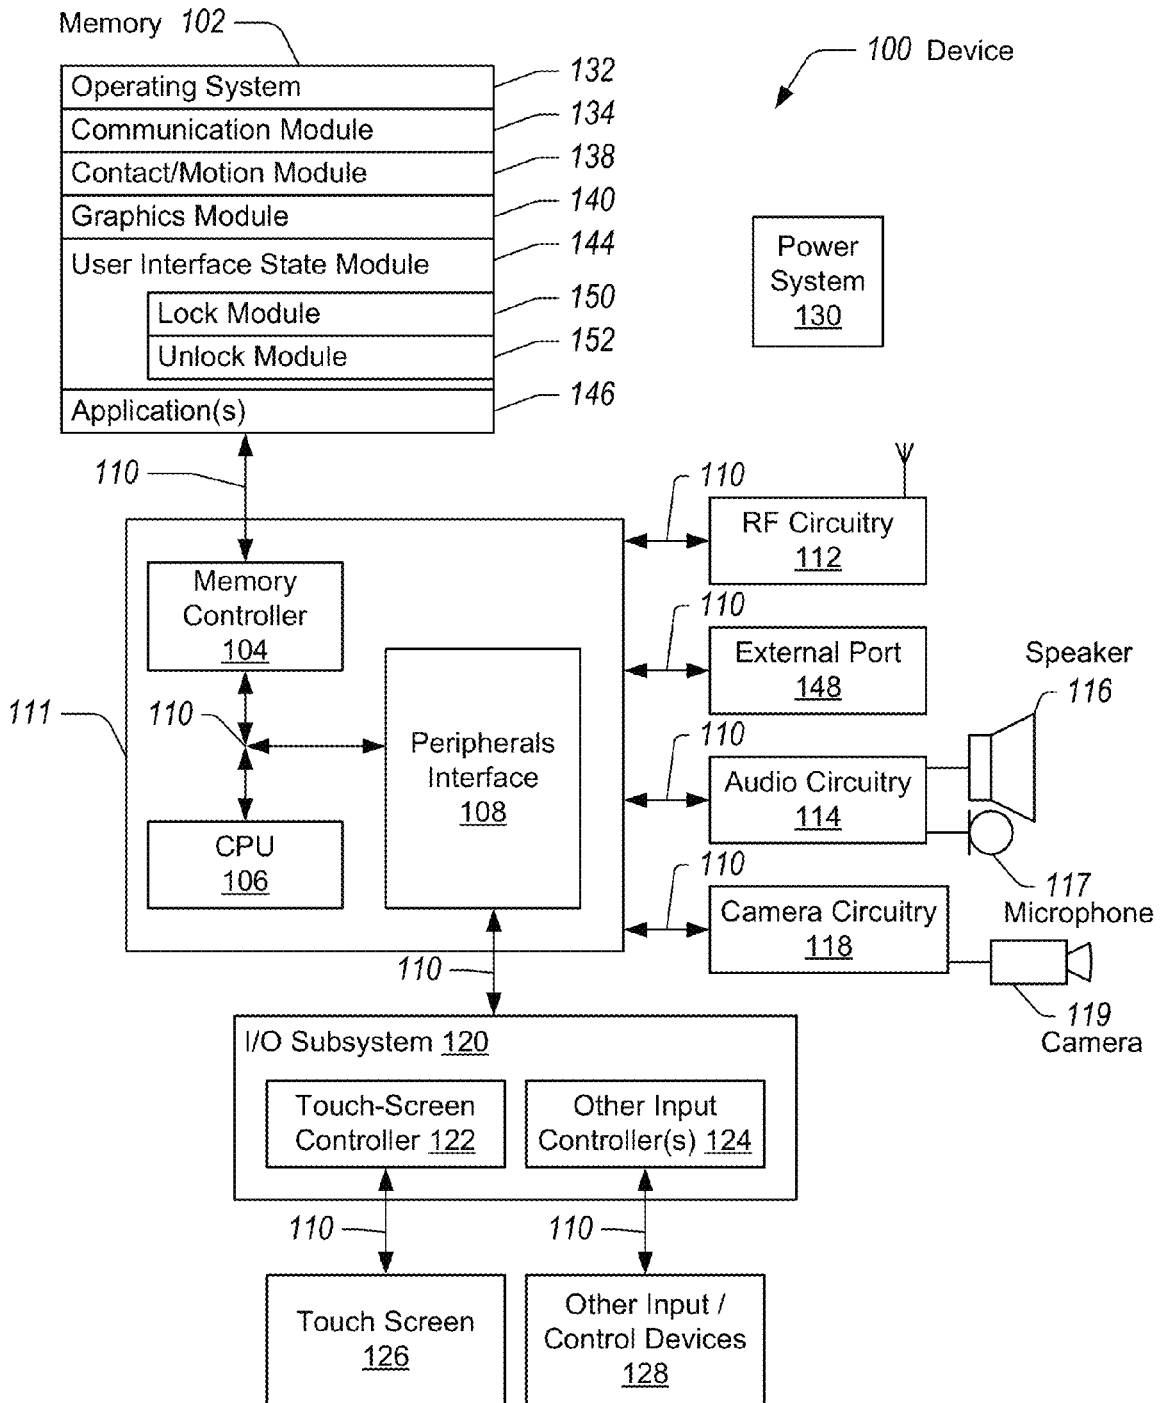 Memory 102
100 Device
Operating System 132
Communication Module 134
Contact/Motion Module 138
Graphics Module 140
User Interface State Module 144
Lock Module 150
Unlock Module 152
Application(s) 146
Power
System
130
110
110
RF Circuitry
112
Memory
Controller
104
110
External Port
148
Speaker
116
111
110
Peripherals
Interface
108
110
Audio Circuitry
114
CPU
106
110
117
Microphone
Camera Circuitry
118
110
119
Camera
I/O Subsystem 120
Touch-Screen
Controller 122
Other Input
Controller(s) 124
110
110
Touch Screen
126
Other Input /
Control Devices
128